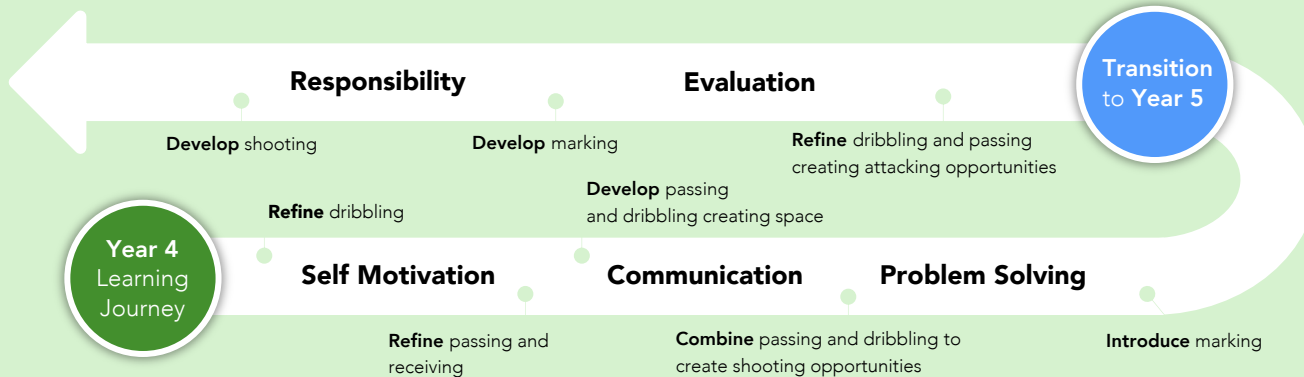 Responsibility
Evaluation
Transition
to Year 5
Develop shooting
Develop marking
Refine dribbling and passing
creating attacking opportunities
Refine dribbling
Develop passing
and dribbling creating space
Year 4
Learning
Journey
Self Motivation
Communication
Problem Solving
Refine passing and
receiving
Combine passing and dribbling to
create shooting opportunities
Introduce marking